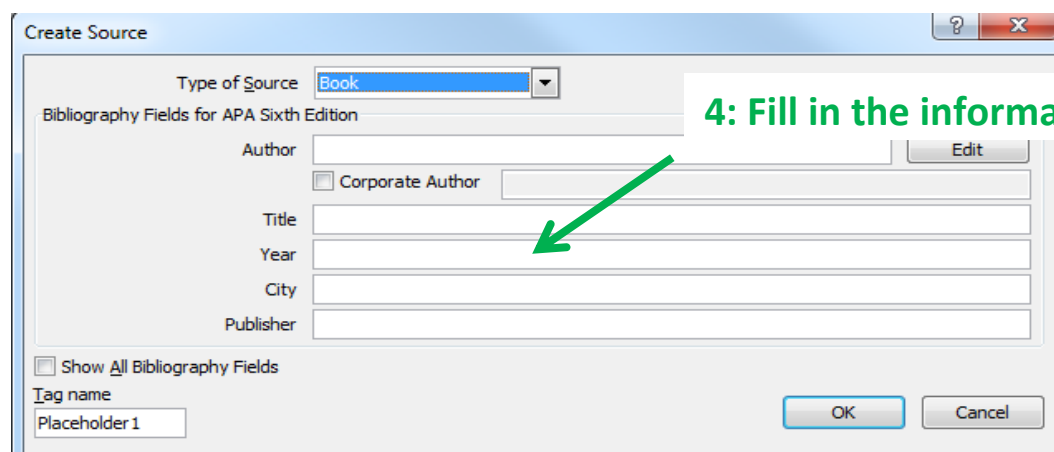 Create Source
Type of Source Book
4: Fill in the informa
Bibliography Fields for APA Sixth Edition
Author Edit
Corporate Author
Title
Year
City
Publisher
Show All Bibliography Fields
Tag name
Placeholder1 OK Cancel